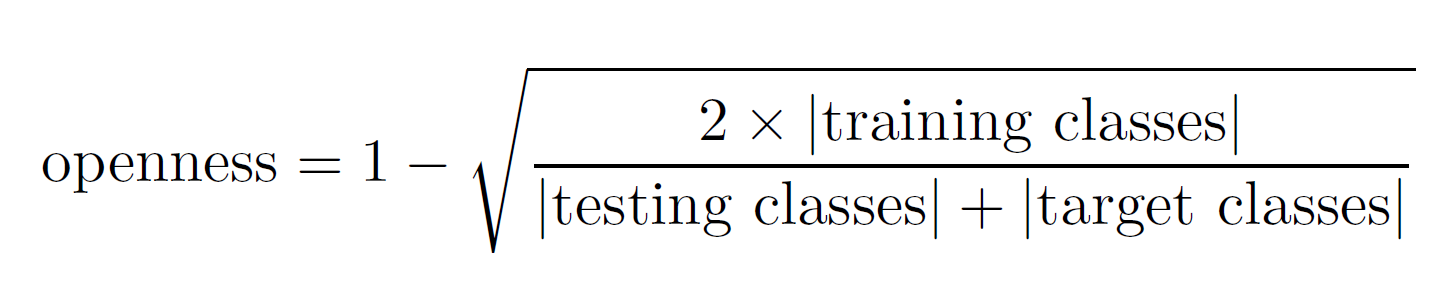 openness = 1 − √
2 × |training classes|
|testing classes| + |target classes|